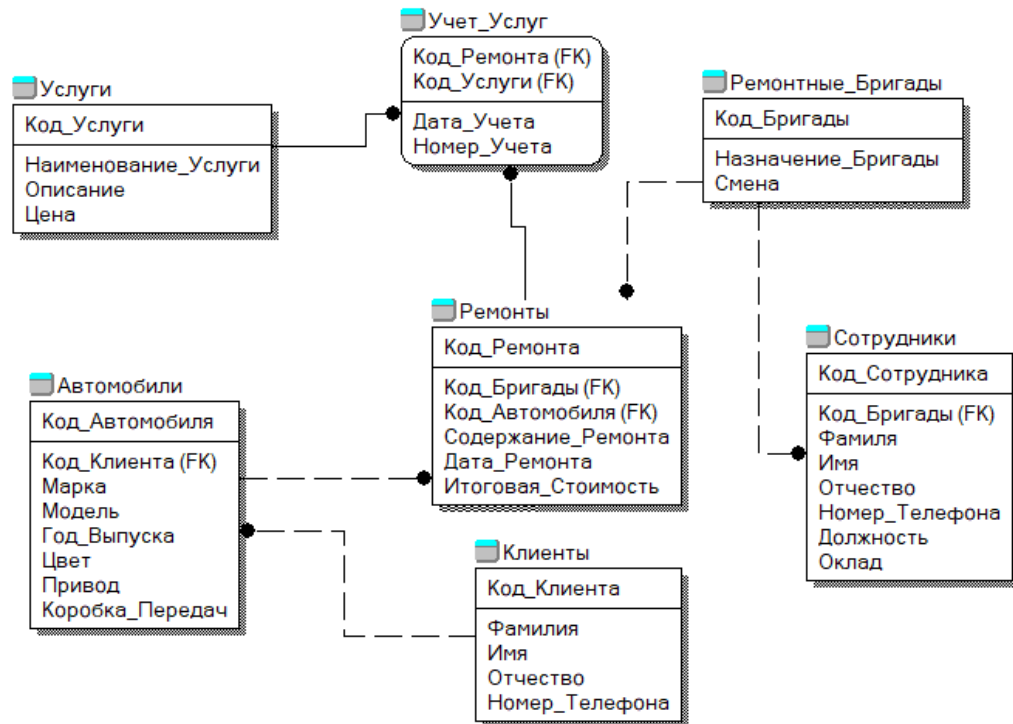 Учет_Услуг
Код_Ремонта (FK)
Код_Услуги (FK)
Дата_Учета
Номер_Учета
Услуги
Код_Услуги
Наименование_Услуги
Описание
Цена
Ремонтные_Бригады
Код_Бригады
Назначение_Бригады
Смена
Ремонты
Код_Ремонта
Код_Бригады (FK)
Код_Автомобиля (FK)
Содержание_Ремонта
Дата_Ремонта
Итоговая_Стоимость
Сотрудники
Код_Сотрудника
Код_Бригады (FK)
Фамиля
Имя
Отчество
Номер_Телефона
Должность
Оклад
Автомобили
Код_Автомобиля
Код_Клиента (FK)
Марка
Модель
Год_Выпуска
Цвет
Привод
Коробка_Передач
Клиенты
Код_Клиента
Фамилия
Имя
Отчество
Номер_Телефона